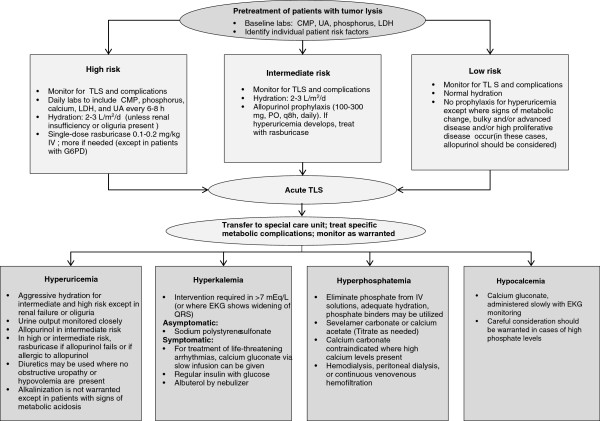 Pretreatment of patients with tumor lysis
• Baseline labs: CMP, UA, phosphorus, LDH
• Identify individual patient risk factors
High risk
• Monitor for TLS and complications
• Daily labs to include CMP, phosphorus,
calcium, LDH, and UA every 6-8 h
• Hydration: 2-3 L/m²/d (unless renal
insufficiency or oliguria present )
• Single-dose rasburicase 0.1-0.2 mg/kg
IV ; more if needed (except in patients
with G6PD)
Intermediate risk
• Monitor for TLS and complications
• Hydration: 2-3 L/m²/d
• Allopurinol prophylaxis (100-300
mg, PO, q8h, daily). If
hyperuricemia develops, treat
with rasburicase
Low risk
• Monitor for TL S and complications
• Normal hydration
• No prophylaxis for hyperuricemia
except where signs of metabolic
change, bulky and/or advanced
disease and/or high proliferative
disease occur(in these cases,
allopurinol should be considered)
Acute TLS
Transfer to special care unit; treat specific
metabolic complications; monitor as warranted
Hyperuricemia
• Aggressive hydration for
intermediate and high risk except in
renal failure or oliguria
• Urine output monitored closely
• Allopurinol in intermediate risk
• In high or intermediate risk,
rasburicase if allopurinol fails or if
allergic to allopurinol
• Diuretics may be used where no
obstructive uropathy or
hypovolemia are present
• Alkalinization is not warranted
except in patients with signs of
metabolic acidosis
Hyperkalemia
• Intervention required in >7 mEq/L
(or where EKG shows widening of
QRS)
Asymptomatic:
• Sodium polystyrene sulfonate
Symptomatic:
• For treatment of life-threatening
arrhythmias, calcium gluconate via
slow infusion can be given
• Regular insulin with glucose
• Albuterol by nebulizer
Hyperphosphatemia
• Eliminate phosphate from IV
solutions, adequate hydration,
phosphate binders may be utilized
• Sevelamer carbonate or calcium
acetate (Titrate as needed)
• Calcium carbonate
contraindicated where high
calcium levels present
• Hemodialysis, peritoneal dialysis,
or continuous venovenous
hemofiltration
Hypocalcemia
• Calcium gluconate,
administered slowly with EKG
monitoring
• Careful consideration should
be warranted in cases of high
phosphate levels